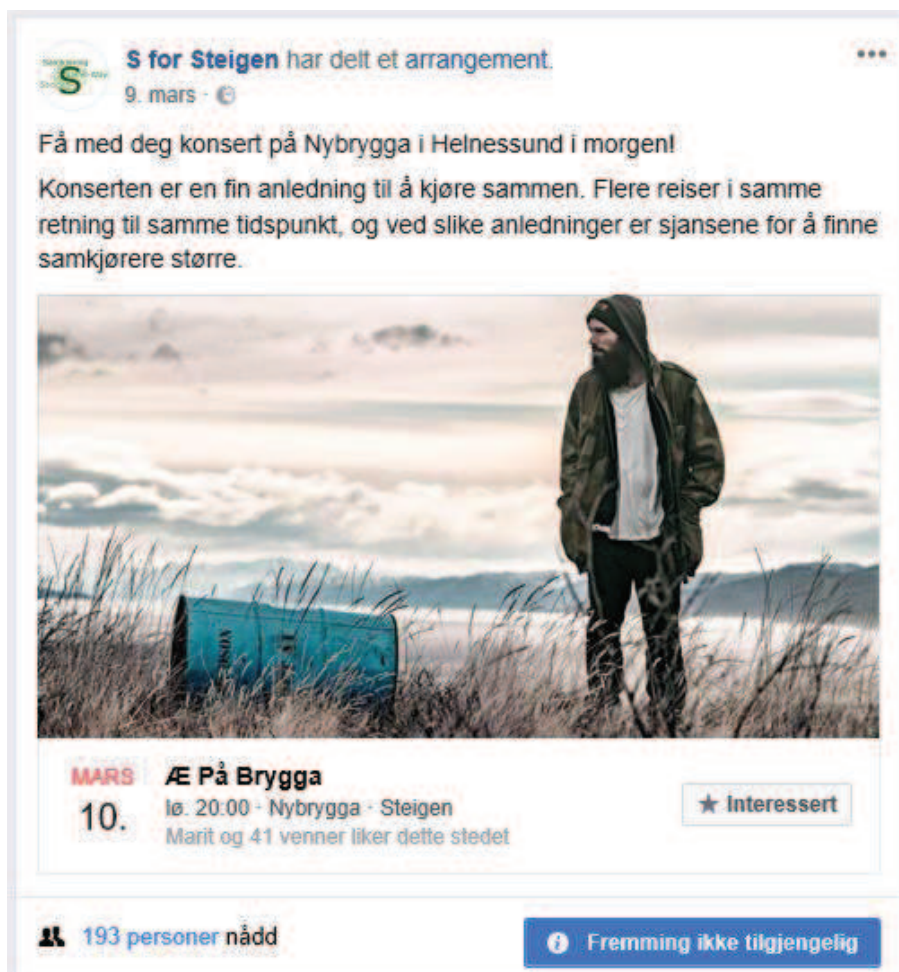 S for Steigen har delt et arrangement.
9. mars ·
Få med deg konsert på Nybrygga i Helnessund i morgen!
Konserten er en fin anledning til å kjøre sammen. Flere reiser i samme
retning til samme tidspunkt, og ved slike anledninger er sjansene for å finne
samkjørere større.
MARS
10.
Æ På Brygga
lø. 20:00 · Nybrygga · Steigen
Marit og 41 venner liker dette stedet
Interessert
193 personer nådd
Fremming ikke tilgjengelig